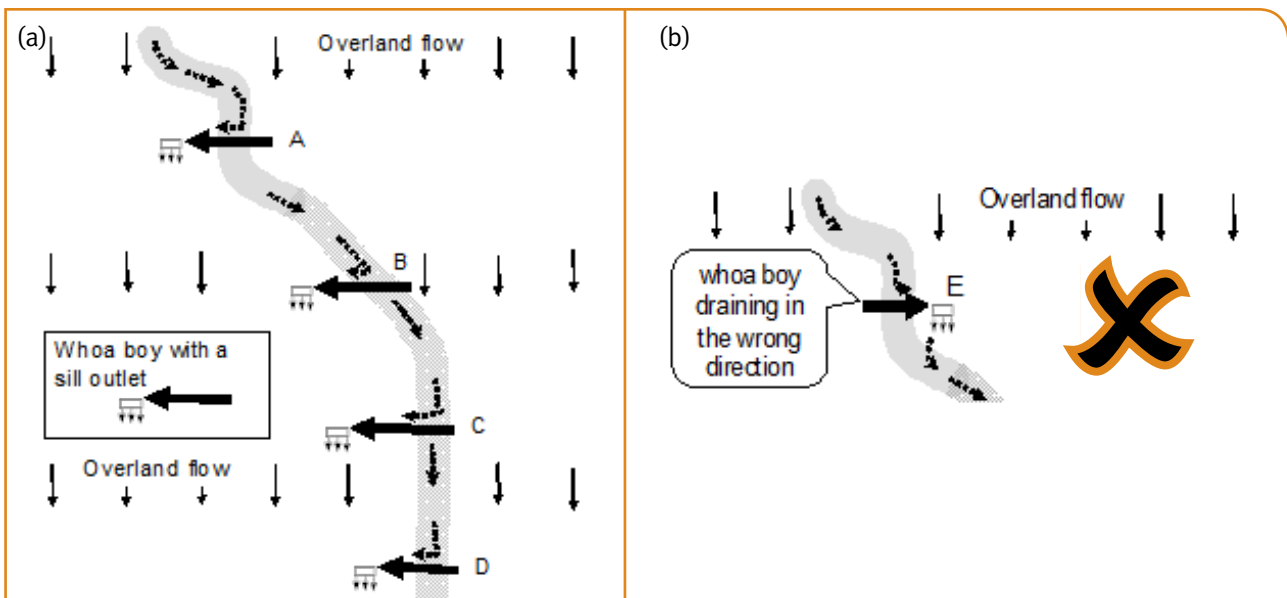 (a)
Overland flow
A
B
Whoa boy with a
sill outlet
C
Overland flow
D
(b)
Overland flow
whoa boy
draining in
the wrong
direction
E